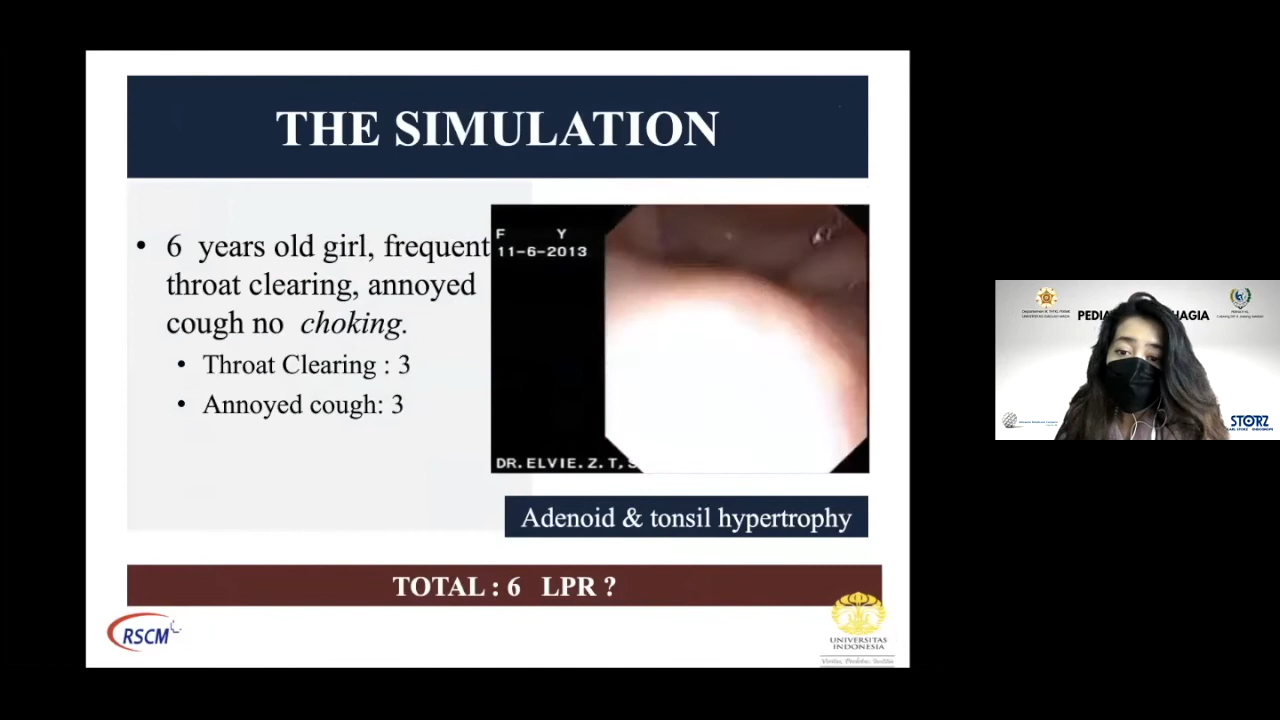 THE SIMULATION
• 6 years old girl, frequent
throat clearing, annoyed
cough no choking.
• Throat Clearing : 3
• Annoyed cough: 3
F Y
11-6-2013
DR.ELVIE.Z.T,S
Adenoid & tonsil hypertrophy
TOTAL : 6 LPR ?
RSCM
UNIVERSITAS
INDONESIA
PEDIA
HAGIA
STORZ